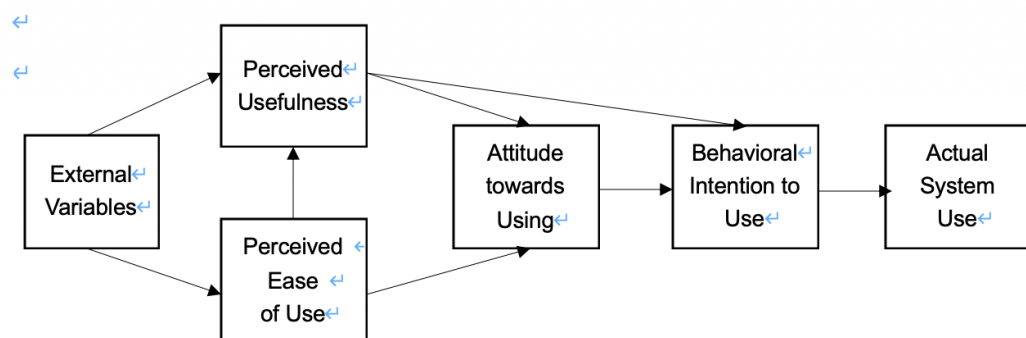 Perceived
Usefulness
External
Variables
Perceived
Ease
of Use
Attitude
towards
Using
Behavioral
Intention to
Use
Actual
System
Use